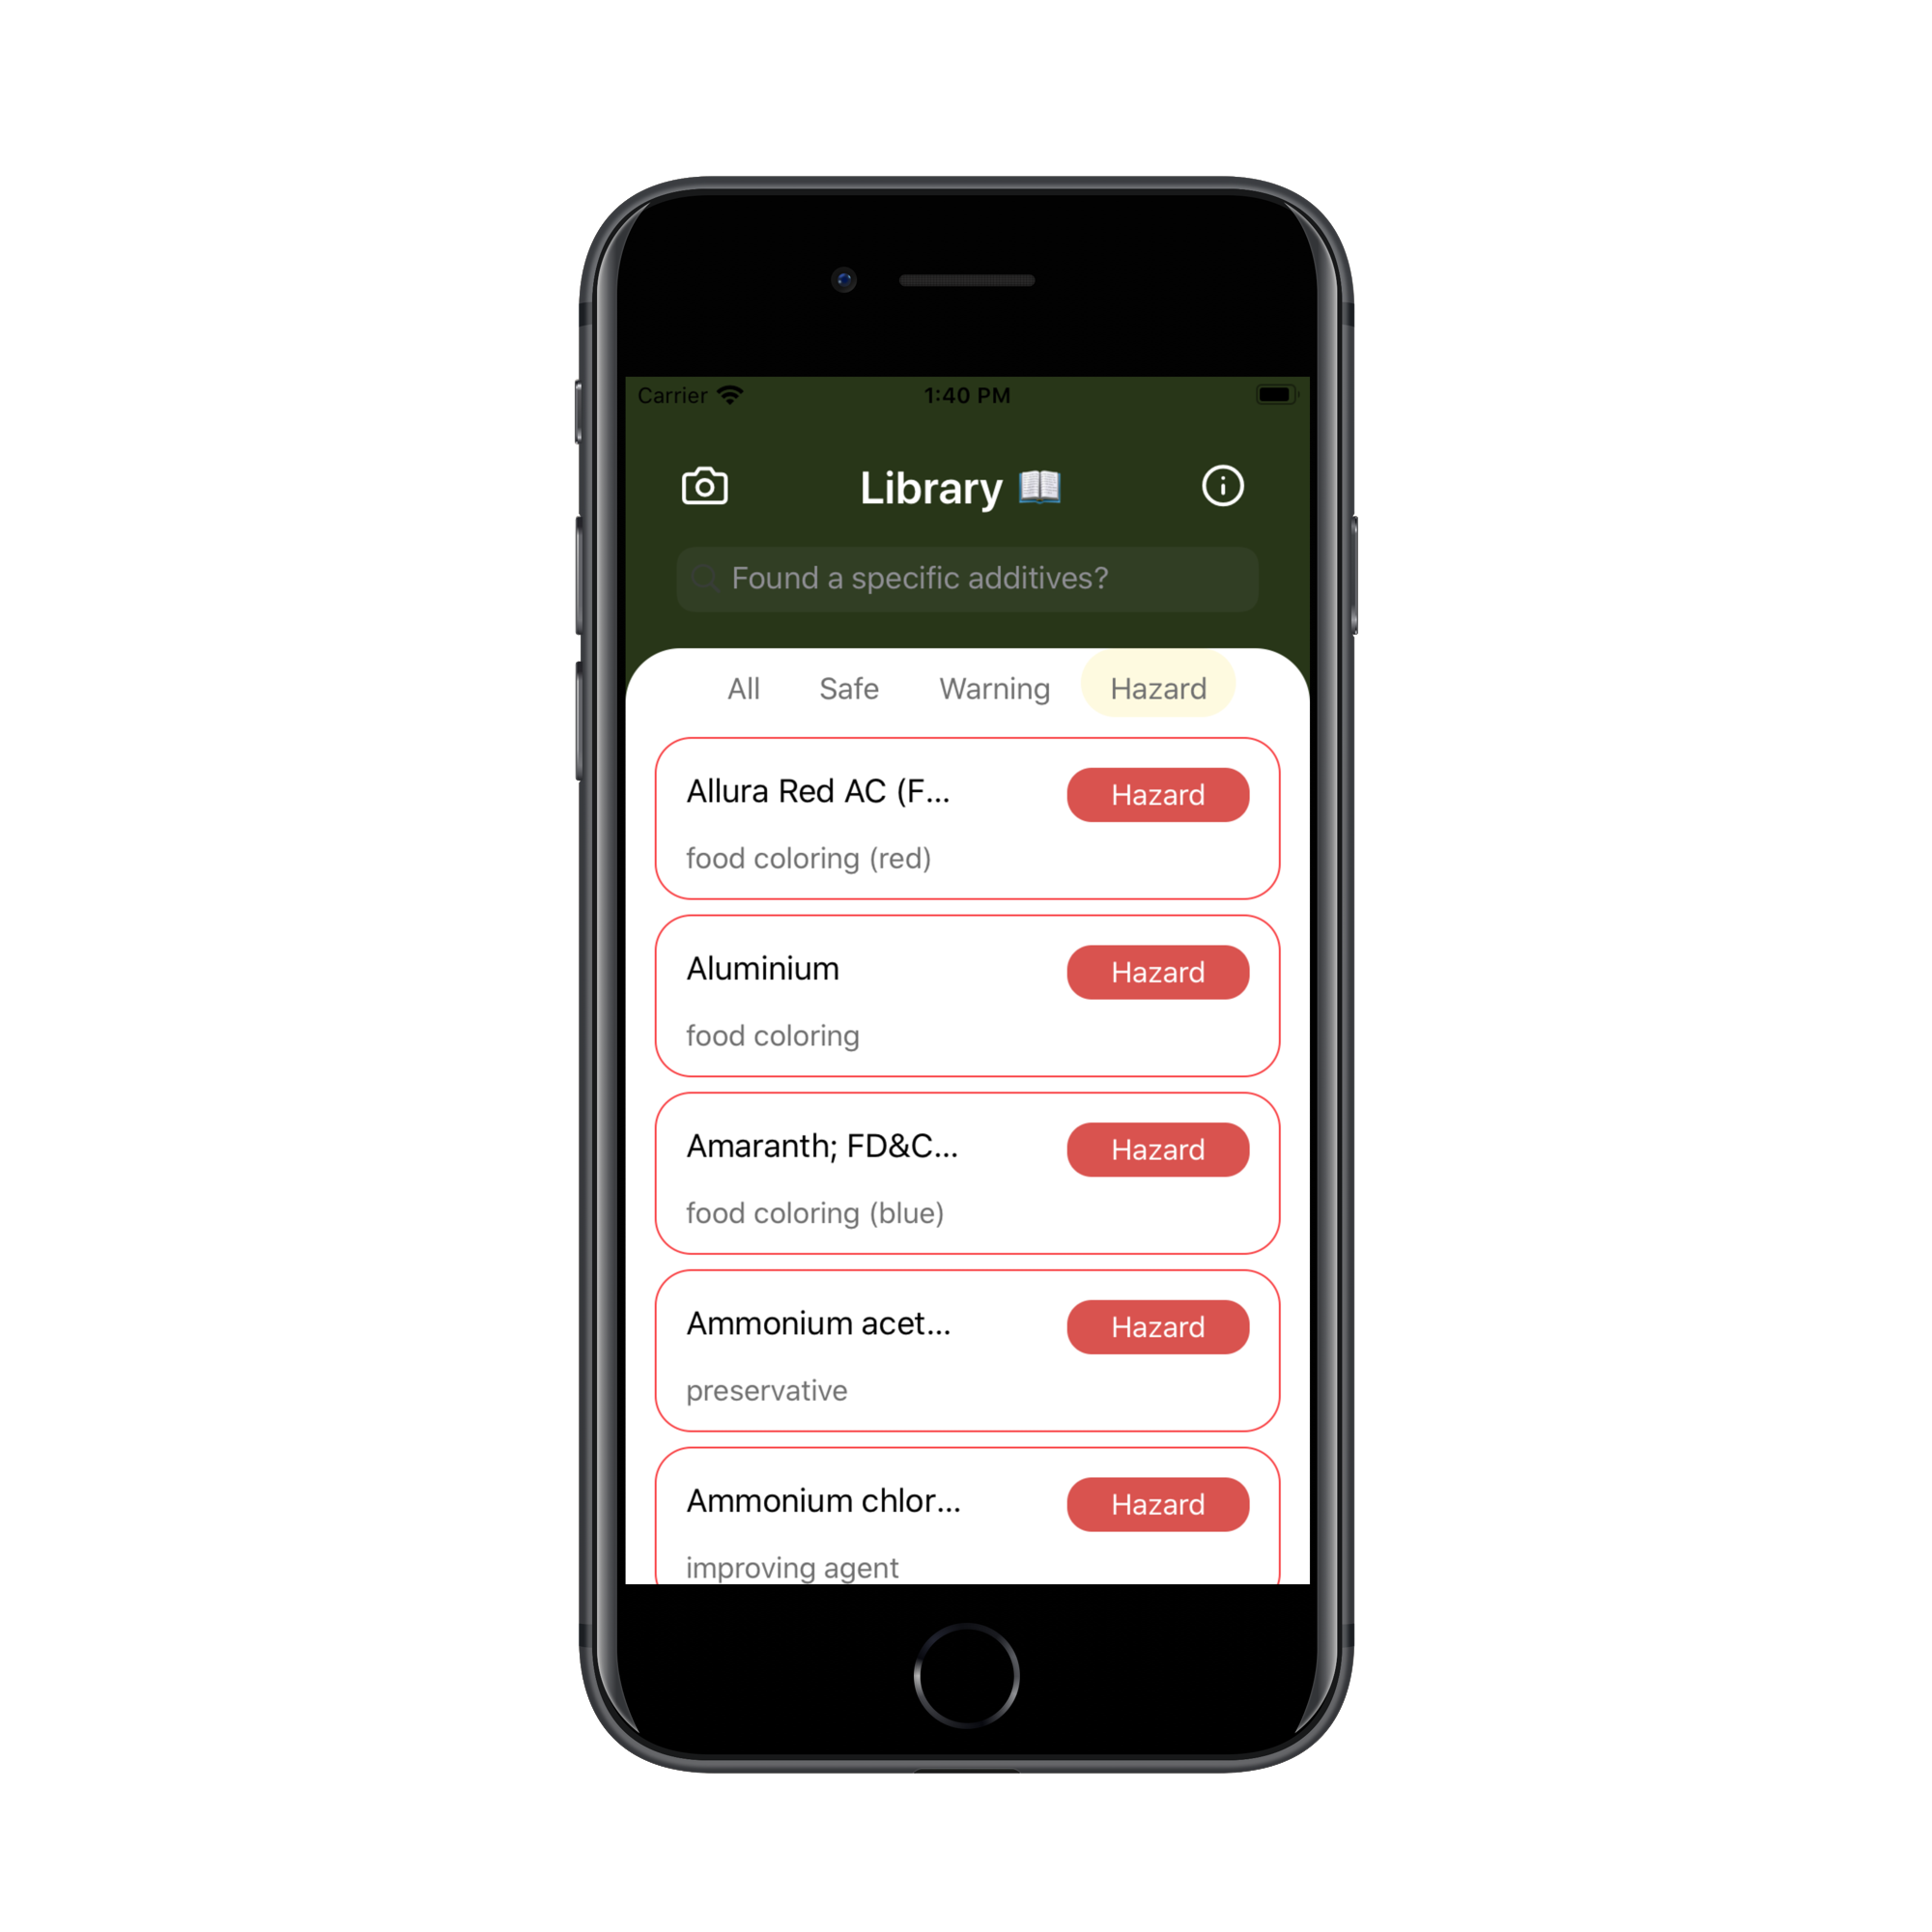 Carrier 1:40 PM
Library 📖
Found a specific additives?
All Safe Warning Hazard
Allura Red AC (F... Hazard
food coloring (red)
Aluminium Hazard
food coloring
Amaranth; FD&C... Hazard
food coloring (blue)
Ammonium acet... Hazard
preservative
Ammonium chlor... Hazard
improving agent